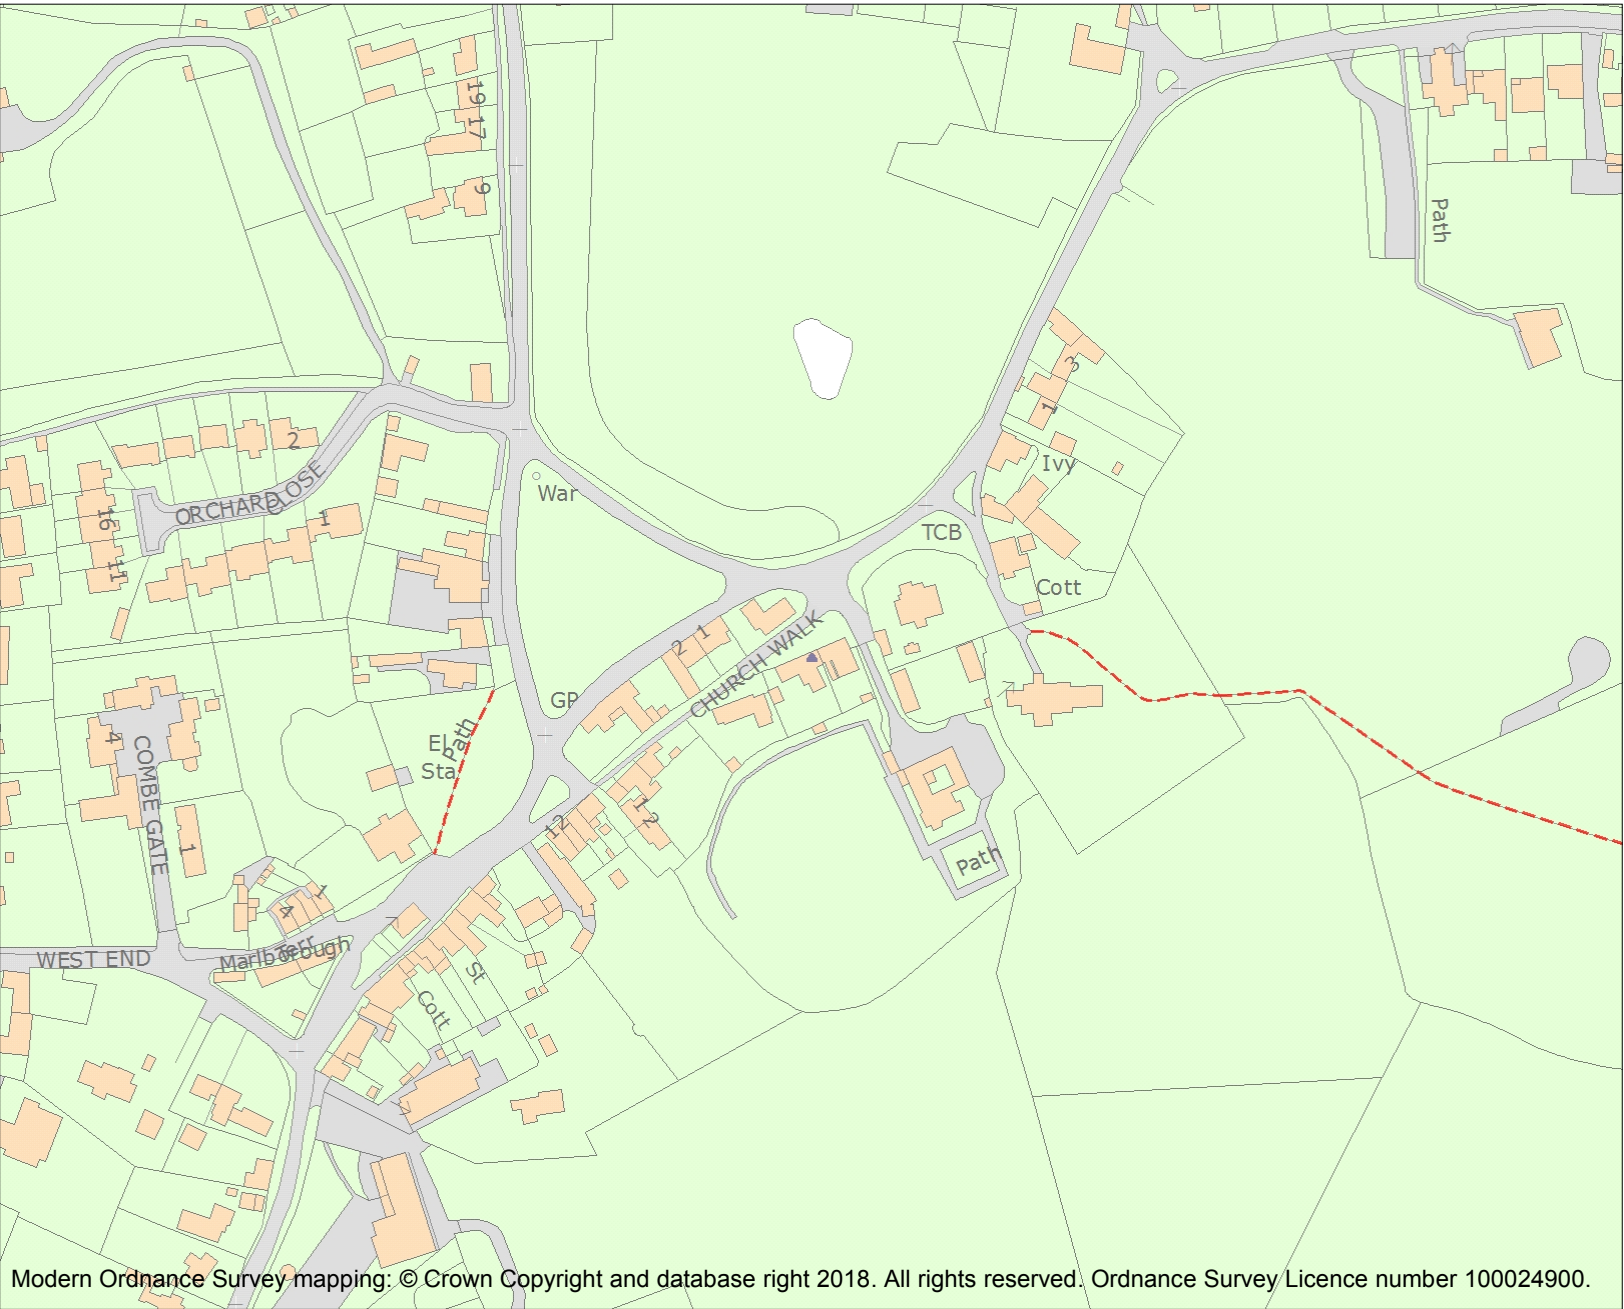 19
17
9
Path
3
1
Ivy
2
ORCHARD CLOSE
War
16
1
TCB
11
Cott
2 1
CHURCH WALK
GP
Path
El
Sta
4
COMBE GATE
12
1
2
1
Path
1
4
Terr
WEST END
Marlborough
St
Cott
Modern Ordnance Survey mapping: © Crown Copyright and database right 2018. All rights reserved. Ordnance Survey Licence number 100024900.